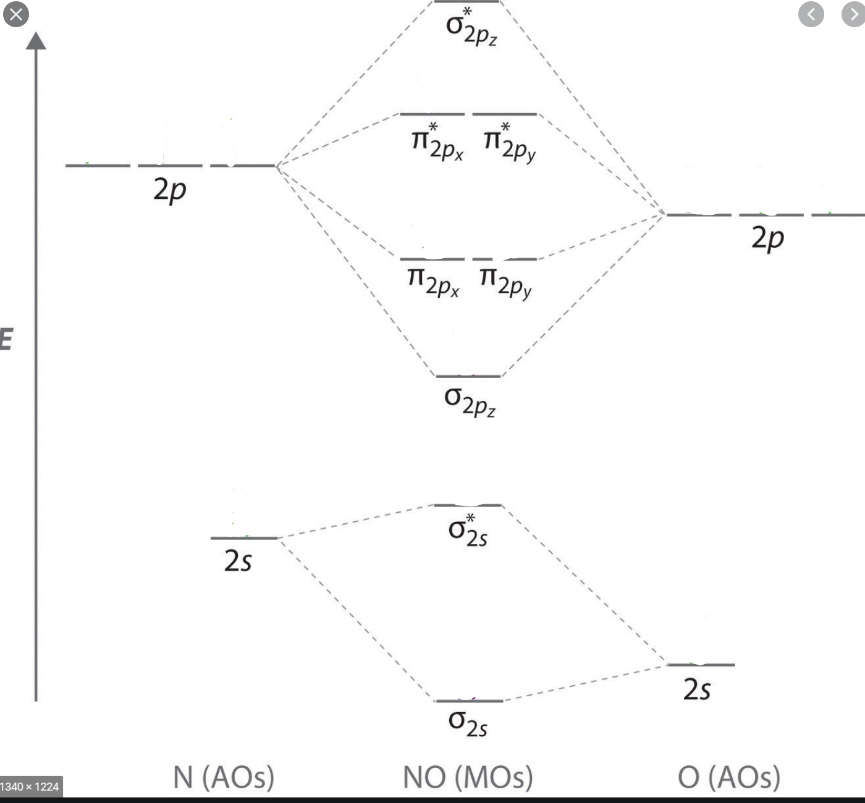 σ*2pz
π*2px π*2py
2p
2p
π2px π2py
E
σ2pz
σ*2s
2s
2s
σ2s
N (AOs) NO (MOs) O (AOs)
1340 × 1224